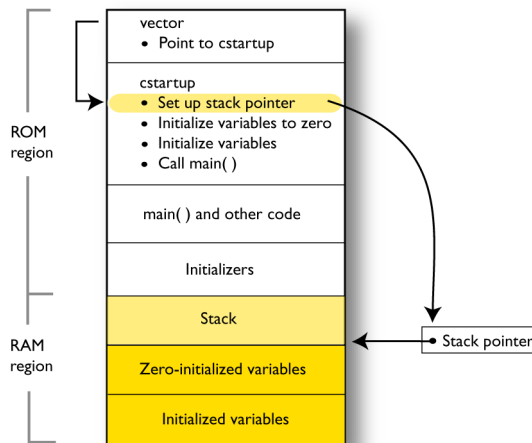 vector
• Point to cstartup
cstartup
• Set up stack pointer
• Initialize variables to zero
• Initialize variables
• Call main( )
ROM
region
main( ) and other code
Initializers
Stack
Stack pointer
RAM
region
Zero-initialized variables
Initialized variables